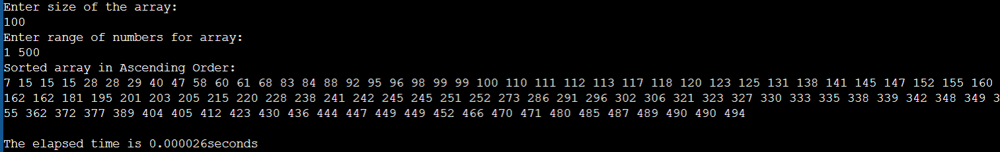 Enter size of the array:
100
Enter range of numbers for array:
1 500
Sorted array in Ascending Order:
7 15 15 15 28 28 29 40 47 58 60 61 68 83 84 88 92 95 96 98 99 99 100 110 111 112 113 117 118 120 123 125 131 138 141 145 147 152 155 160
162 162 181 195 201 203 205 215 220 228 238 241 242 245 245 251 252 273 286 291 296 302 306 321 323 327 330 333 335 338 339 342 348 349 3
55 362 372 377 389 404 405 412 423 430 436 444 447 449 449 452 466 470 471 480 485 487 489 490 490 494
The elapsed time is 0.000026seconds